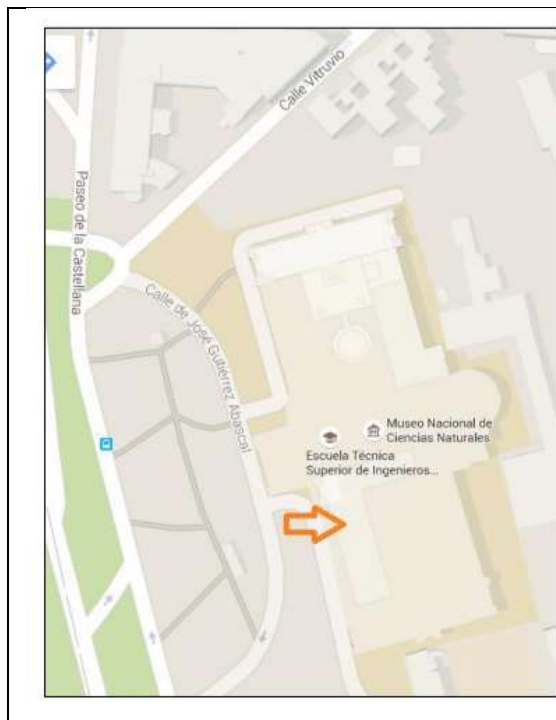 Calle Vitruvio
Paseo de la Castellana
Calle de José Gutiérrez Abascal
Museo Nacional de
Ciencias Naturales
Escuela Técnica
Superior de Ingenieros...